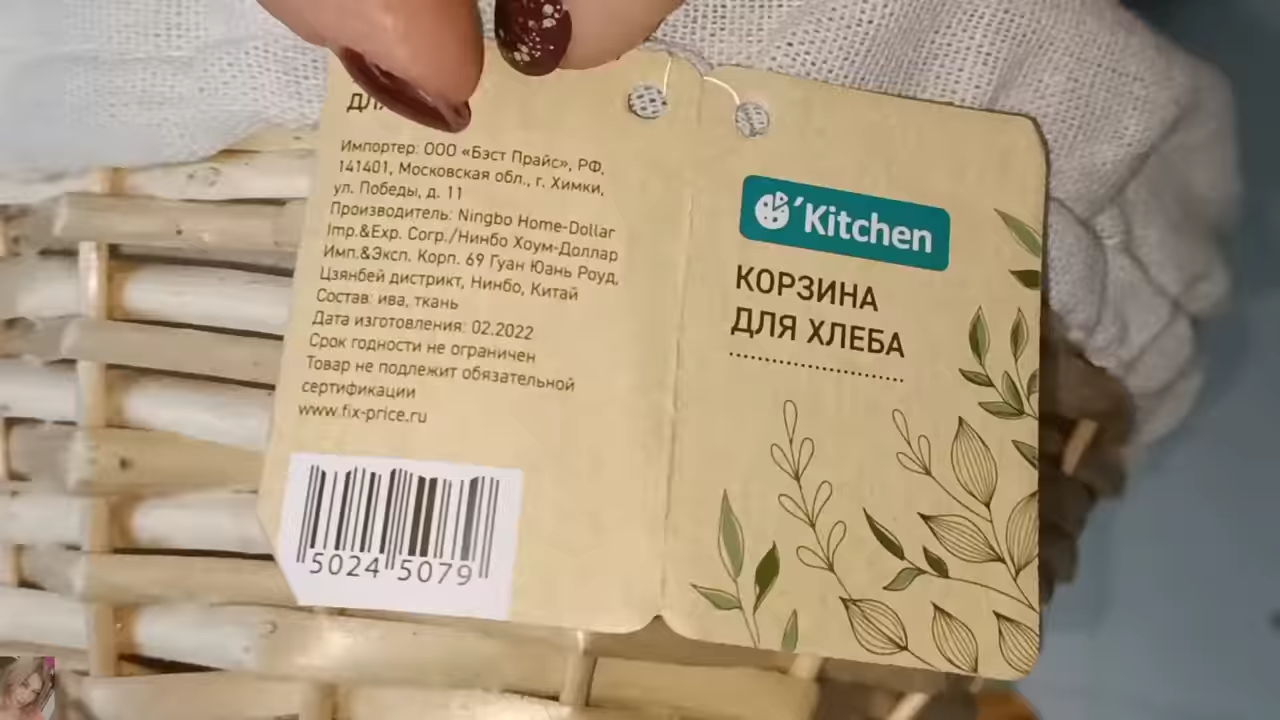 ДЛ
Импортер: ООО «Бэст Прайс», РФ,
141401, Московская обл., г. Химки,
ул. Победы, д. 11
Производитель: Ningbo Home-Dollar
Imp.&Exp. Corp./Нинбо Хоум-Доллар
Имп.&Эксп. Корп. 69 Гуан Юань Роуд,
Цзянбей дистрикт, Нинбо, Китай
Состав: ива, ткань
Дата изготовления: 02.2022
Срок годности не ограничен
Товар не подлежит обязательной
сертификации
www.fix-price.ru
5024 5079
'Kitchen
КОРЗИНА
ДЛЯ ХЛЕБА